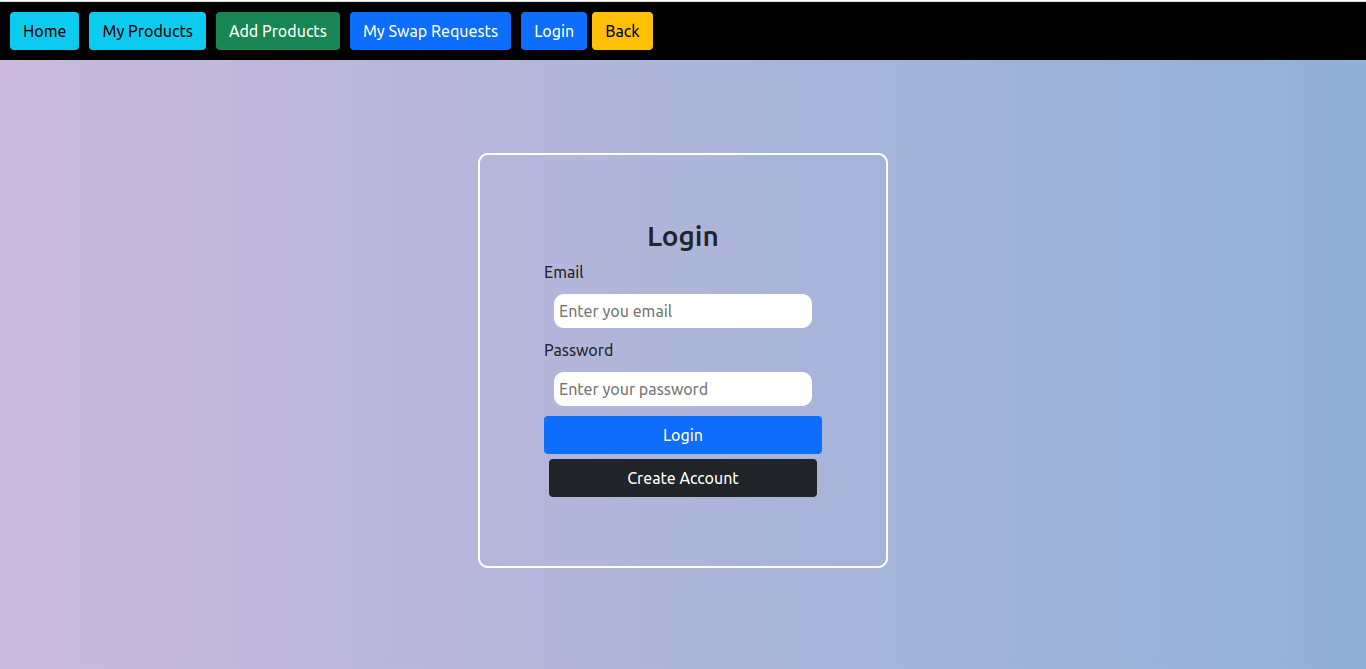 Home My Products Add Products My Swap Requests Login Back
Login
Email
Enter you email
Password
Enter your password
Login
Create Account